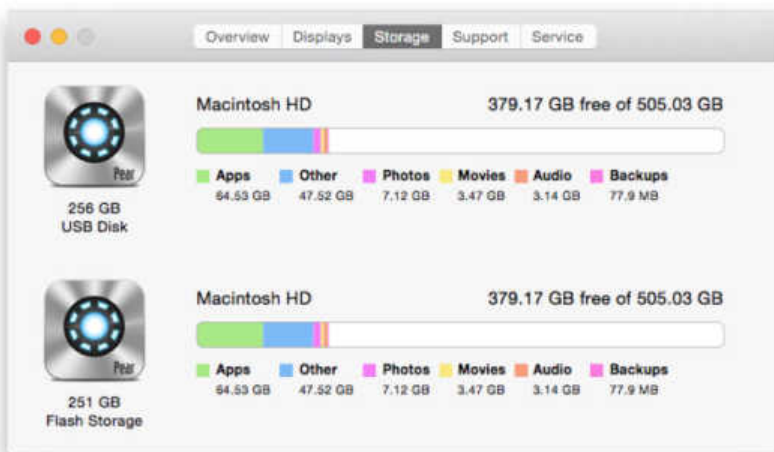 Overview Displays Storage Support Service
Macintosh HD 379.17 GB free of 505.03 GB
Pear
Apps Other Photos Movies Audio Backups
64.53 GB 47.52 GB 7.12 GB 3.47 GB 3.14 GB 77.9 MB
256 GB
USB Disk
Macintosh HD 379.17 GB free of 505.03 GB
Pear
Apps Other Photos Movies Audio Backups
64.53 GB 47.52 GB 7.12 GB 3.47 GB 3.14 GB 77.9 MB
251 GB
Flash Storage